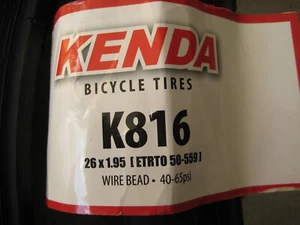 KENDA
BICYCLE TIRES
K816
26 x 1.95 [ ETRTO 50-559 ]
WIRE BEAD • 40-65psi